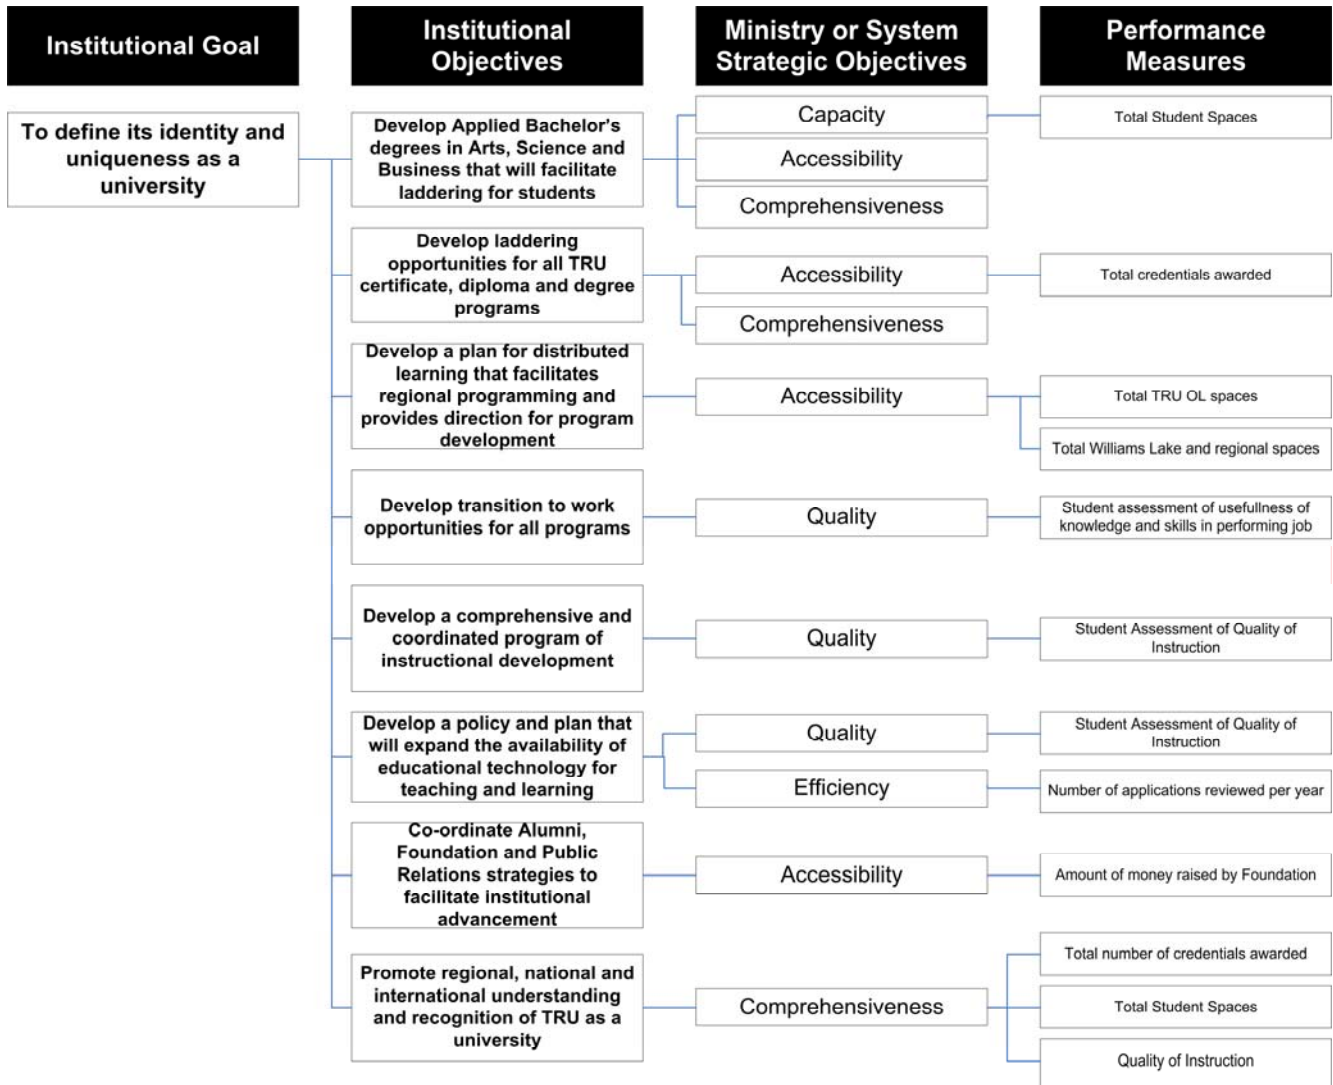 Institutional Goal
Institutional
Objectives
Ministry or System
Strategic Objectives
Performance
Measures
To define its identity and
uniqueness as a
university
Develop Applied Bachelor's
degrees in Arts, Science and
Business that will facilitate
laddering for students
Capacity
Total Student Spaces
Accessibility
Comprehensiveness
Develop laddering
opportunities for all TRU
certificate, diploma and degree
programs
Accessibility
Total credentials awarded
Comprehensiveness
Develop a plan for distributed
learning that facilitates
regional programming and
provides direction for program
development
Accessibility
Total TRU OL spaces
Total Williams Lake and regional spaces
Develop transition to work
opportunities for all programs
Quality
Student assessment of usefullness of
knowledge and skills in performing job
Develop a comprehensive and
coordinated program of
instructional development
Quality
Student Assessment of Quality of
Instruction
Develop a policy and plan that
will expand the availability of
educational technology for
teaching and learning
Quality
Student Assessment of Quality of
Instruction
Efficiency
Number of applications reviewed per year
Co-ordinate Alumni,
Foundation and Public
Relations strategies to
facilitate institutional
advancement
Accessibility
Amount of money raised by Foundation
Promote regional, national and
international understanding
and recognition of TRU as a
university
Comprehensiveness
Total number of credentials awarded
Total Student Spaces
Quality of Instruction